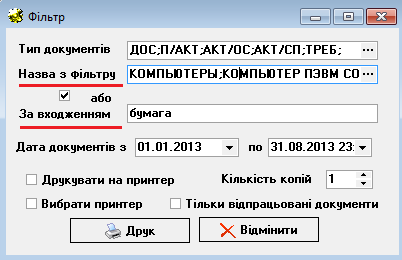 Фільтр
Тип документів ДОС;П/АКТ;АКТ/ОС;АКТ/СП;ТРЕБ; ...
Назва з фільтру КОМПЬЮТЕРЫ;КОМПЬЮТЕР ПЭВМ СО ...
або
За входженням бумага
Дата документів з 01.01.2013 по 31.08.2013 23:
Друкувати на принтер Кількість копій 1
Вибрати принтер Тільки відпрацьовані документи
Друк Відмінити